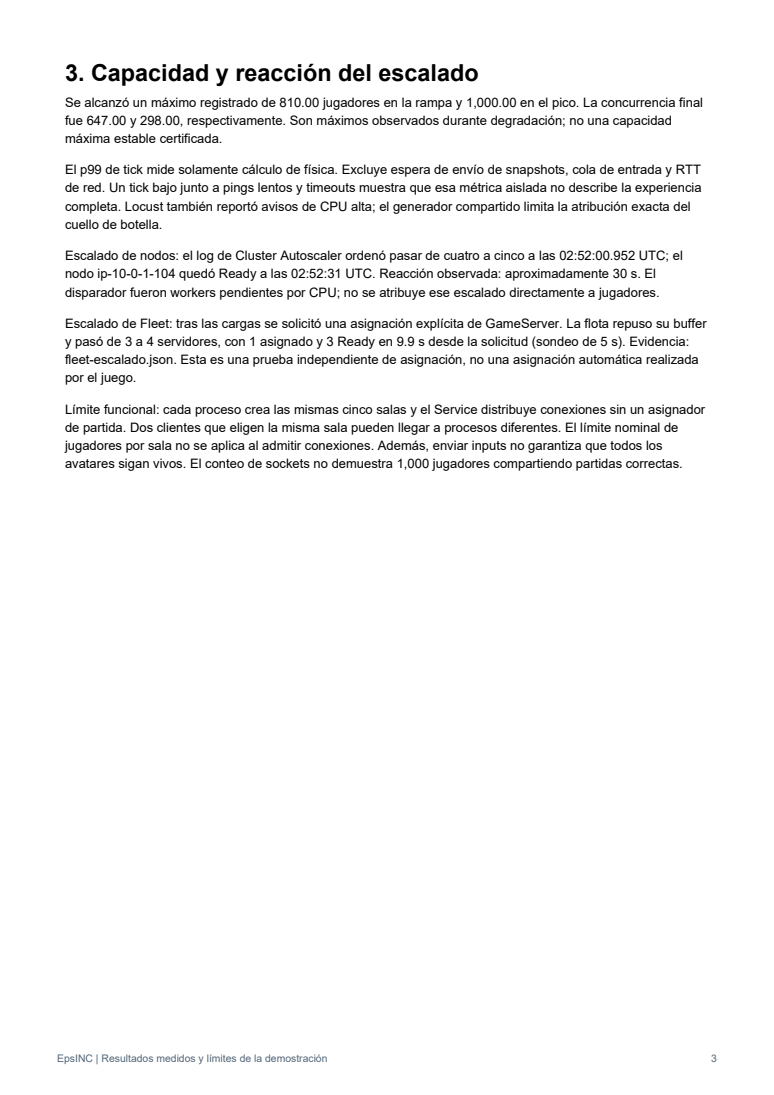 3. Capacidad y reacción del escalado
Se alcanzó un máximo registrado de 810.00 jugadores en la rampa y 1,000.00 en el pico. La concurrencia final
fue 647.00 y 298.00, respectivamente. Son máximos observados durante degradación; no una capacidad
máxima estable certificada.
El p99 de tick mide solamente cálculo de física. Excluye espera de envío de snapshots, cola de entrada y RTT
de red. Un tick bajo junto a pings lentos y timeouts muestra que esa métrica aislada no describe la experiencia
completa. Locust también reportó avisos de CPU alta; el generador compartido limita la atribución exacta del
cuello de botella.
Escalado de nodos: el log de Cluster Autoscaler ordenó pasar de cuatro a cinco a las 02:52:00.952 UTC; el
nodo ip-10-0-1-104 quedó Ready a las 02:52:31 UTC. Reacción observada: aproximadamente 30 s. El
disparador fueron workers pendientes por CPU; no se atribuye ese escalado directamente a jugadores.
Escalado de Fleet: tras las cargas se solicitó una asignación explícita de GameServer. La flota repuso su buffer
y pasó de 3 a 4 servidores, con 1 asignado y 3 Ready en 9.9 s desde la solicitud (sondeo de 5 s). Evidencia:
fleet-escalado.json. Esta es una prueba independiente de asignación, no una asignación automática realizada
por el juego.
Límite funcional: cada proceso crea las mismas cinco salas y el Service distribuye conexiones sin un asignador
de partida. Dos clientes que eligen la misma sala pueden llegar a procesos diferentes. El límite nominal de
jugadores por sala no se aplica al admitir conexiones. Además, enviar inputs no garantiza que todos los
avatares sigan vivos. El conteo de sockets no demuestra 1,000 jugadores compartiendo partidas correctas.
EpsINC | Resultados medidos y límites de la demostración
3